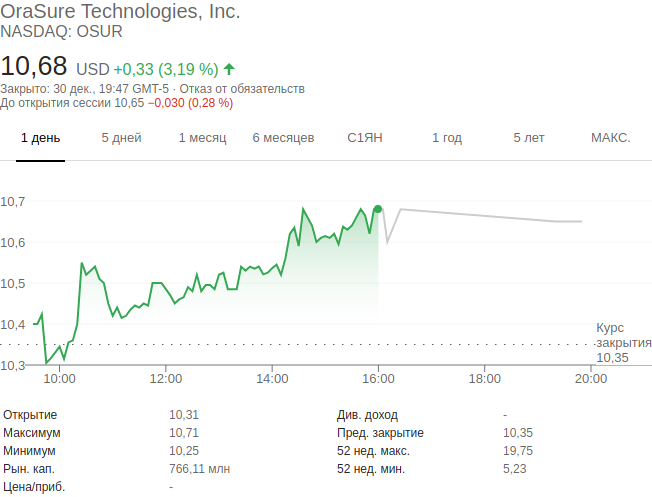 OraSure Technologies, Inc.
NASDAQ: OSUR
10,68 USD +0,33 (3,19 %)
Закрыто: 30 дек., 19:47 GMT-5 · Отказ от обязательств
До открытия сессии 10,65 −0,030 (0,28 %)
1 день 5 дней 1 месяц 6 месяцев С1ЯН 1 год 5 лет МАКС.
10,7
10,6
10,5
10,4
10,3
Курс
закрытия
10,35
10:00 12:00 14:00 16:00 18:00 20:00
Открытие 10,31 Див. доход -
Максимум 10,71 Пред. закрытие 10,35
Минимум 10,25 52 нед. макс. 19,75
Рын. кап. 766,11 млн 52 нед. мин. 5,23
Цена/приб. -